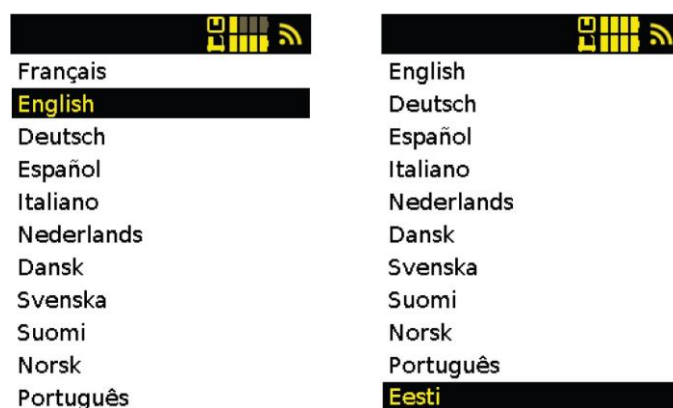 Français
English
Deutsch
Español
Italiano
Nederlands
Dansk
Svenska
Suomi
Norsk
Português
English
Deutsch
Español
Italiano
Nederlands
Dansk
Svenska
Suomi
Norsk
Português
Eesti